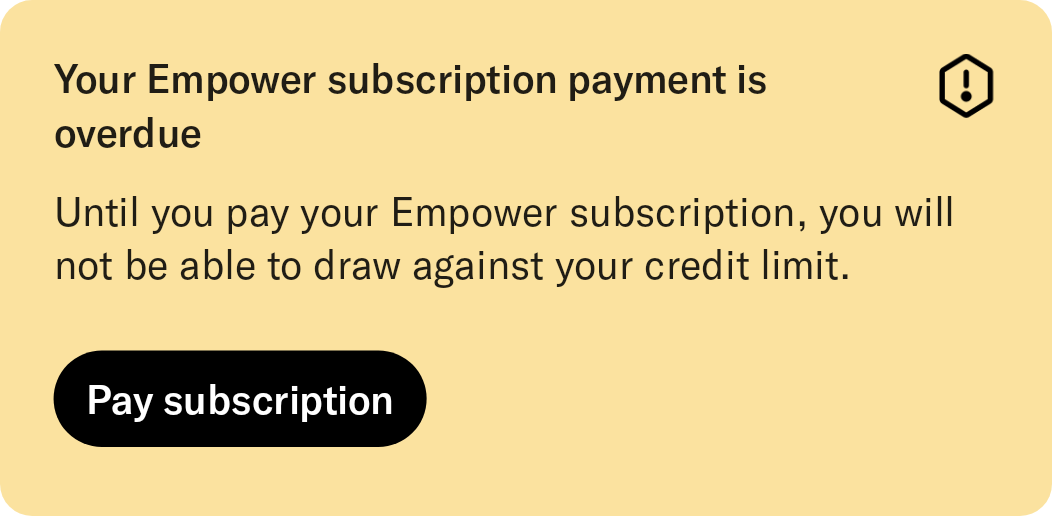 Your Empower subscription payment is
overdue
Until you pay your Empower subscription, you will
not be able to draw against your credit limit.
Pay subscription